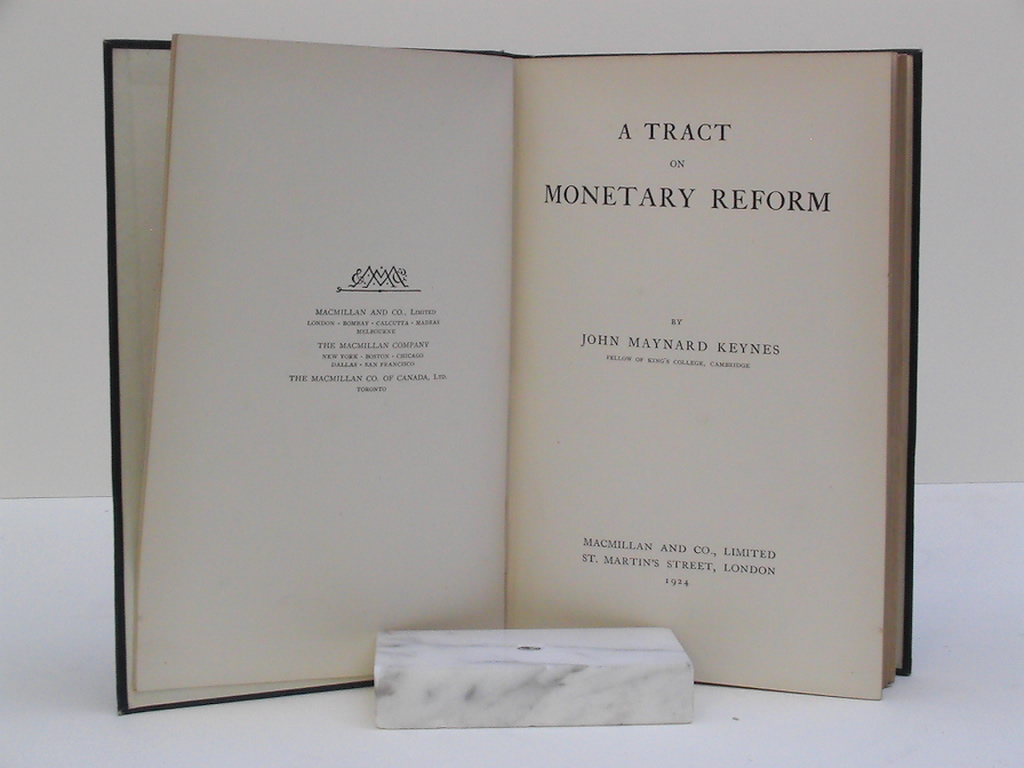 MACMILLAN AND CO., LIMITED
LONDON · BOMBAY · CALCUTTA · MADRAS
MELBOURNE
THE MACMILLAN COMPANY
NEW YORK · BOSTON · CHICAGO
DALLAS · SAN FRANCISCO
THE MACMILLAN CO. OF CANADA, LTD.
TORONTO
A TRACT
ON
MONETARY REFORM
BY
JOHN MAYNARD KEYNES
FELLOW OF KING'S COLLEGE, CAMBRIDGE
MACMILLAN AND CO., LIMITED
ST. MARTIN'S STREET, LONDON
1924